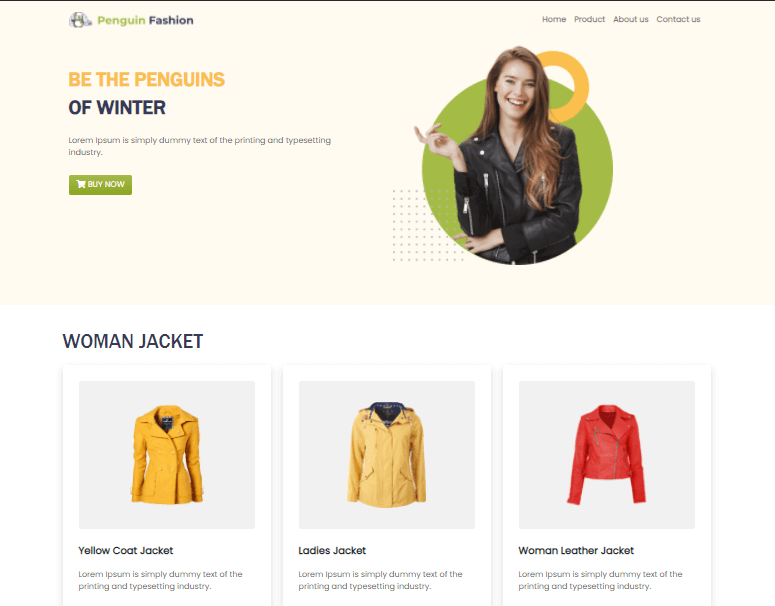 Penguin Fashion
Home Product About us Contact us
BE THE PENGUINS
OF WINTER
Lorem Ipsum is simply dummy text of the printing and typesetting
industry.
BUY NOW
WOMAN JACKET
Yellow Coat Jacket
Lorem Ipsum is simply dummy text of the
printing and typesetting industry.
Ladies Jacket
Lorem Ipsum is simply dummy text of the
printing and typesetting industry.
Woman Leather Jacket
Lorem Ipsum is simply dummy text of the
printing and typesetting industry.